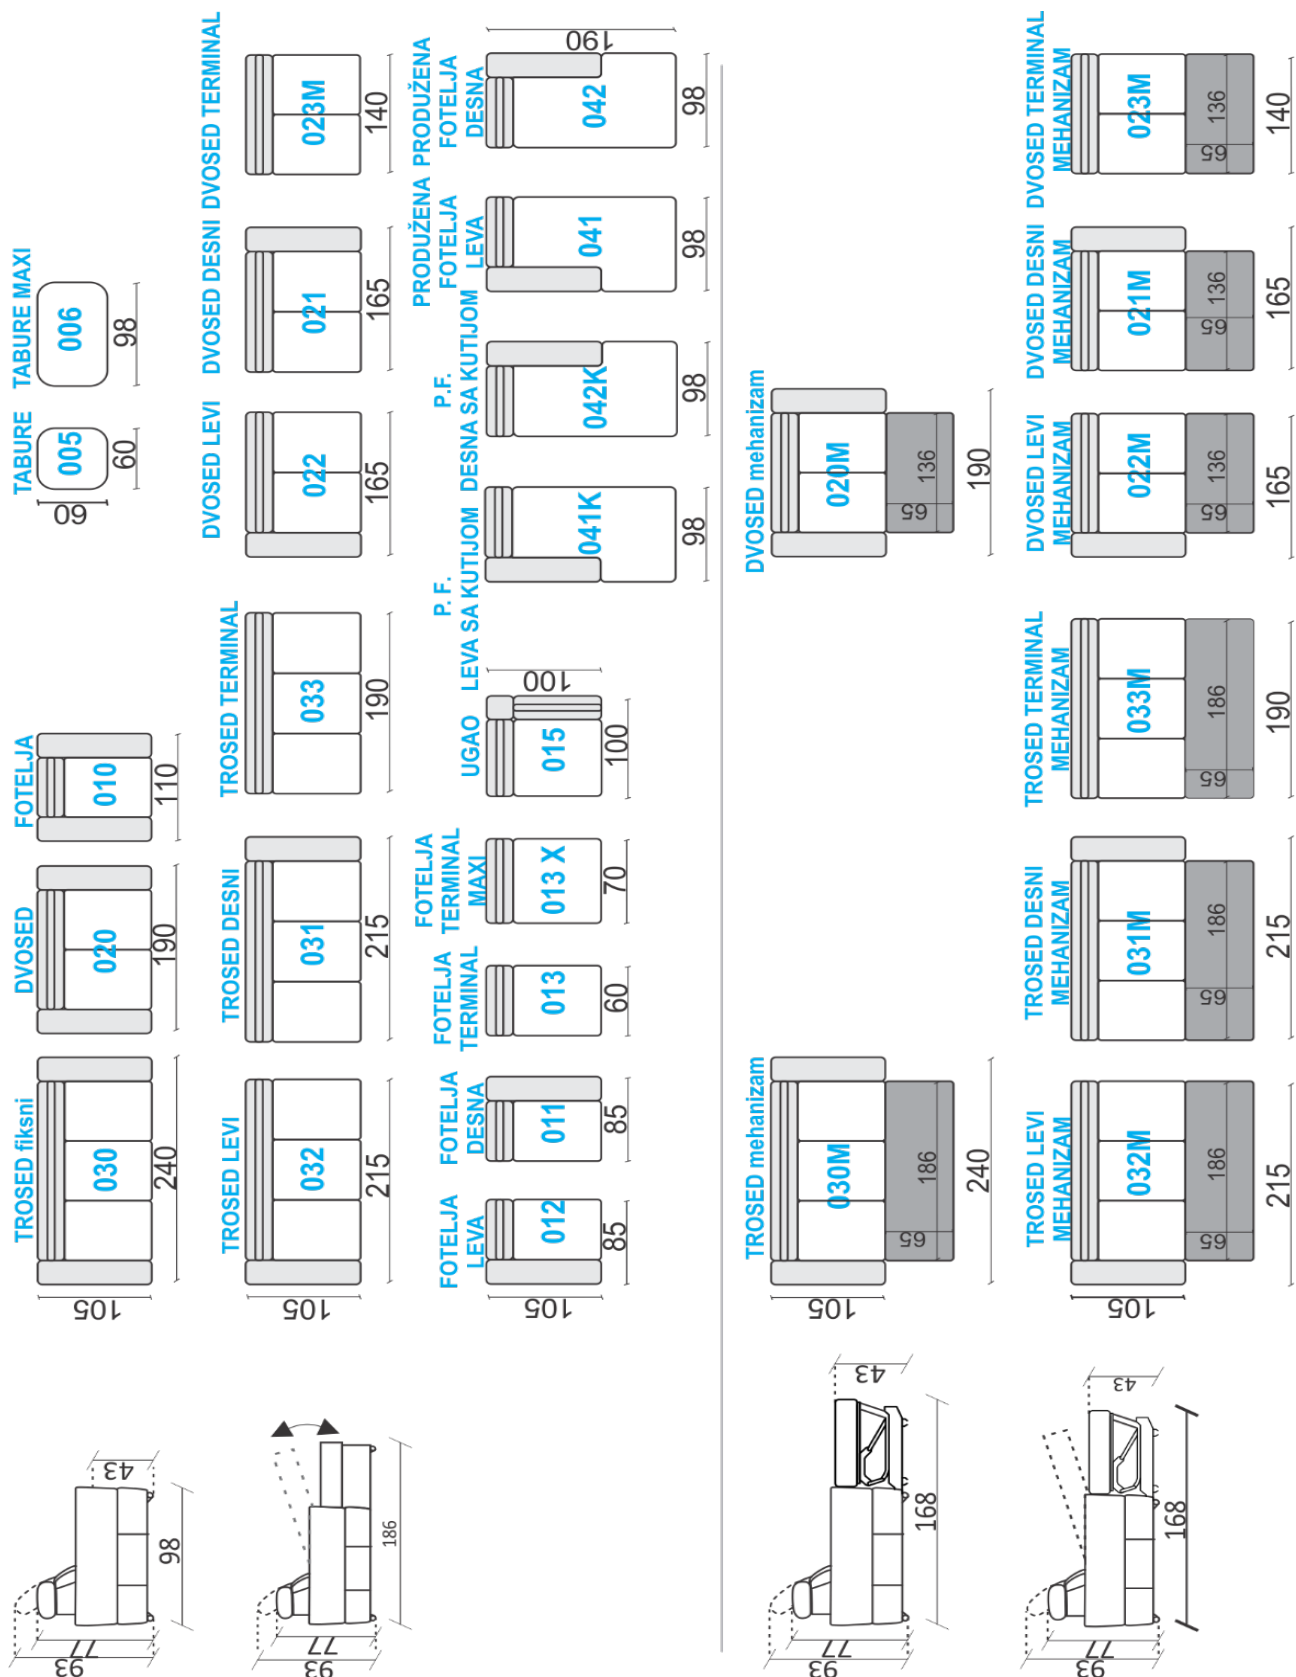 TROSED fiksni
030
240
105
DVOSED
020
190
FOTELJA
010
110
TABURE
005
60
60
TABURE MAXI
006
98
93
77
43
98
TROSED LEVI
032
215
105
TROSED DESNI
031
215
TROSED TERMINAL
033
190
DVOSED LEVI
022
165
DVOSED DESNI
021
165
DVOSED TERMINAL
023M
140
93
77
186
FOTELJA
LEVA
012
85
105
FOTELJA
DESNA
011
85
FOTELJA
TERMINAL
013
60
FOTELJA
TERMINAL
MAXI
013 X
70
UGAO
015
100
100
P. F.
LEVA SA KUTIJOM
041K
98
P.F.
DESNA SA KUTIJOM
042K
98
PRODUŽENA
FOTELJA
LEVA
041
98
PRODUŽENA
FOTELJA
DESNA
042
98
190
TROSED mehanizam
030M
186
65
240
105
DVOSED mehanizam
020M
136
65
190
93
77
43
168
TROSED LEVI
MEHANIZAM
032M
186
65
215
105
TROSED DESNI
MEHANIZAM
031M
186
65
215
TROSED TERMINAL
MEHANIZAM
033M
186
65
190
DVOSED LEVI
MEHANIZAM
022M
136
65
165
DVOSED DESNI
MEHANIZAM
021M
136
65
165
DVOSED TERMINAL
MEHANIZAM
023M
136
65
140
93
77
43
168